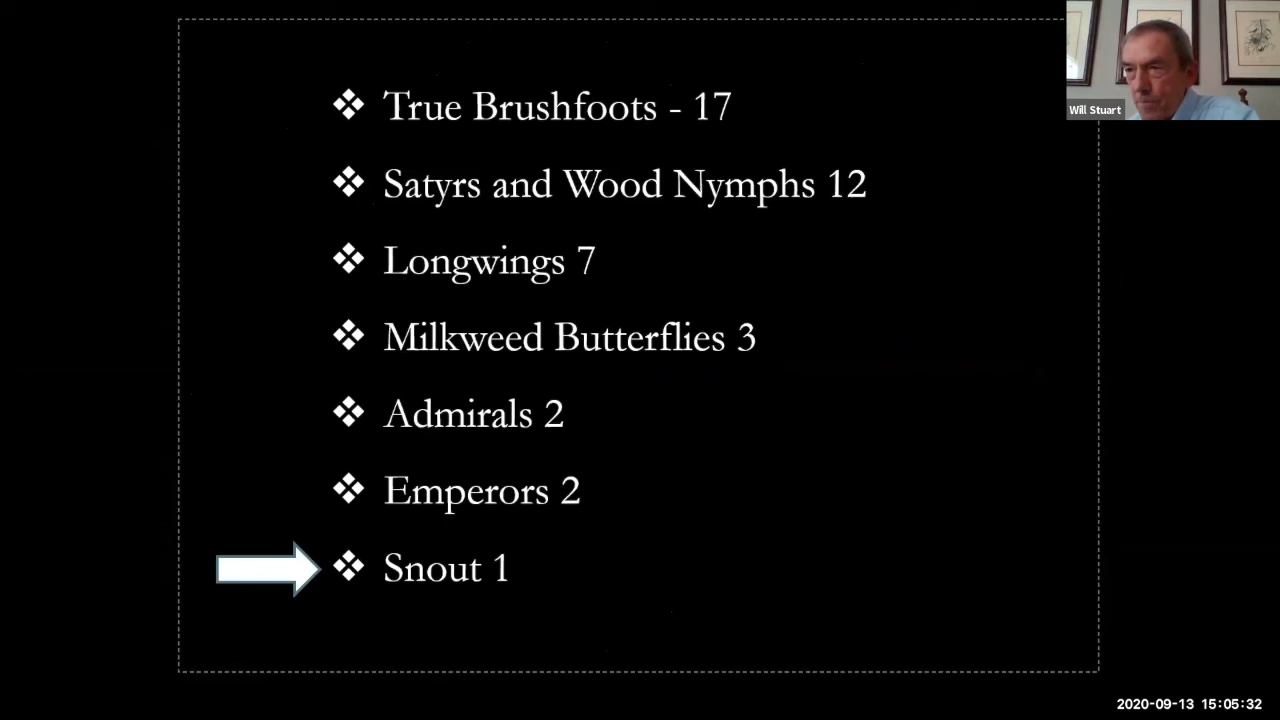 ❖ True Brushfoots - 17
❖ Satyrs and Wood Nymphs 12
❖ Longwings 7
❖ Milkweed Butterflies 3
❖ Admirals 2
❖ Emperors 2
❖ Snout 1
Will Stuart
2020-09-13 15:05:32